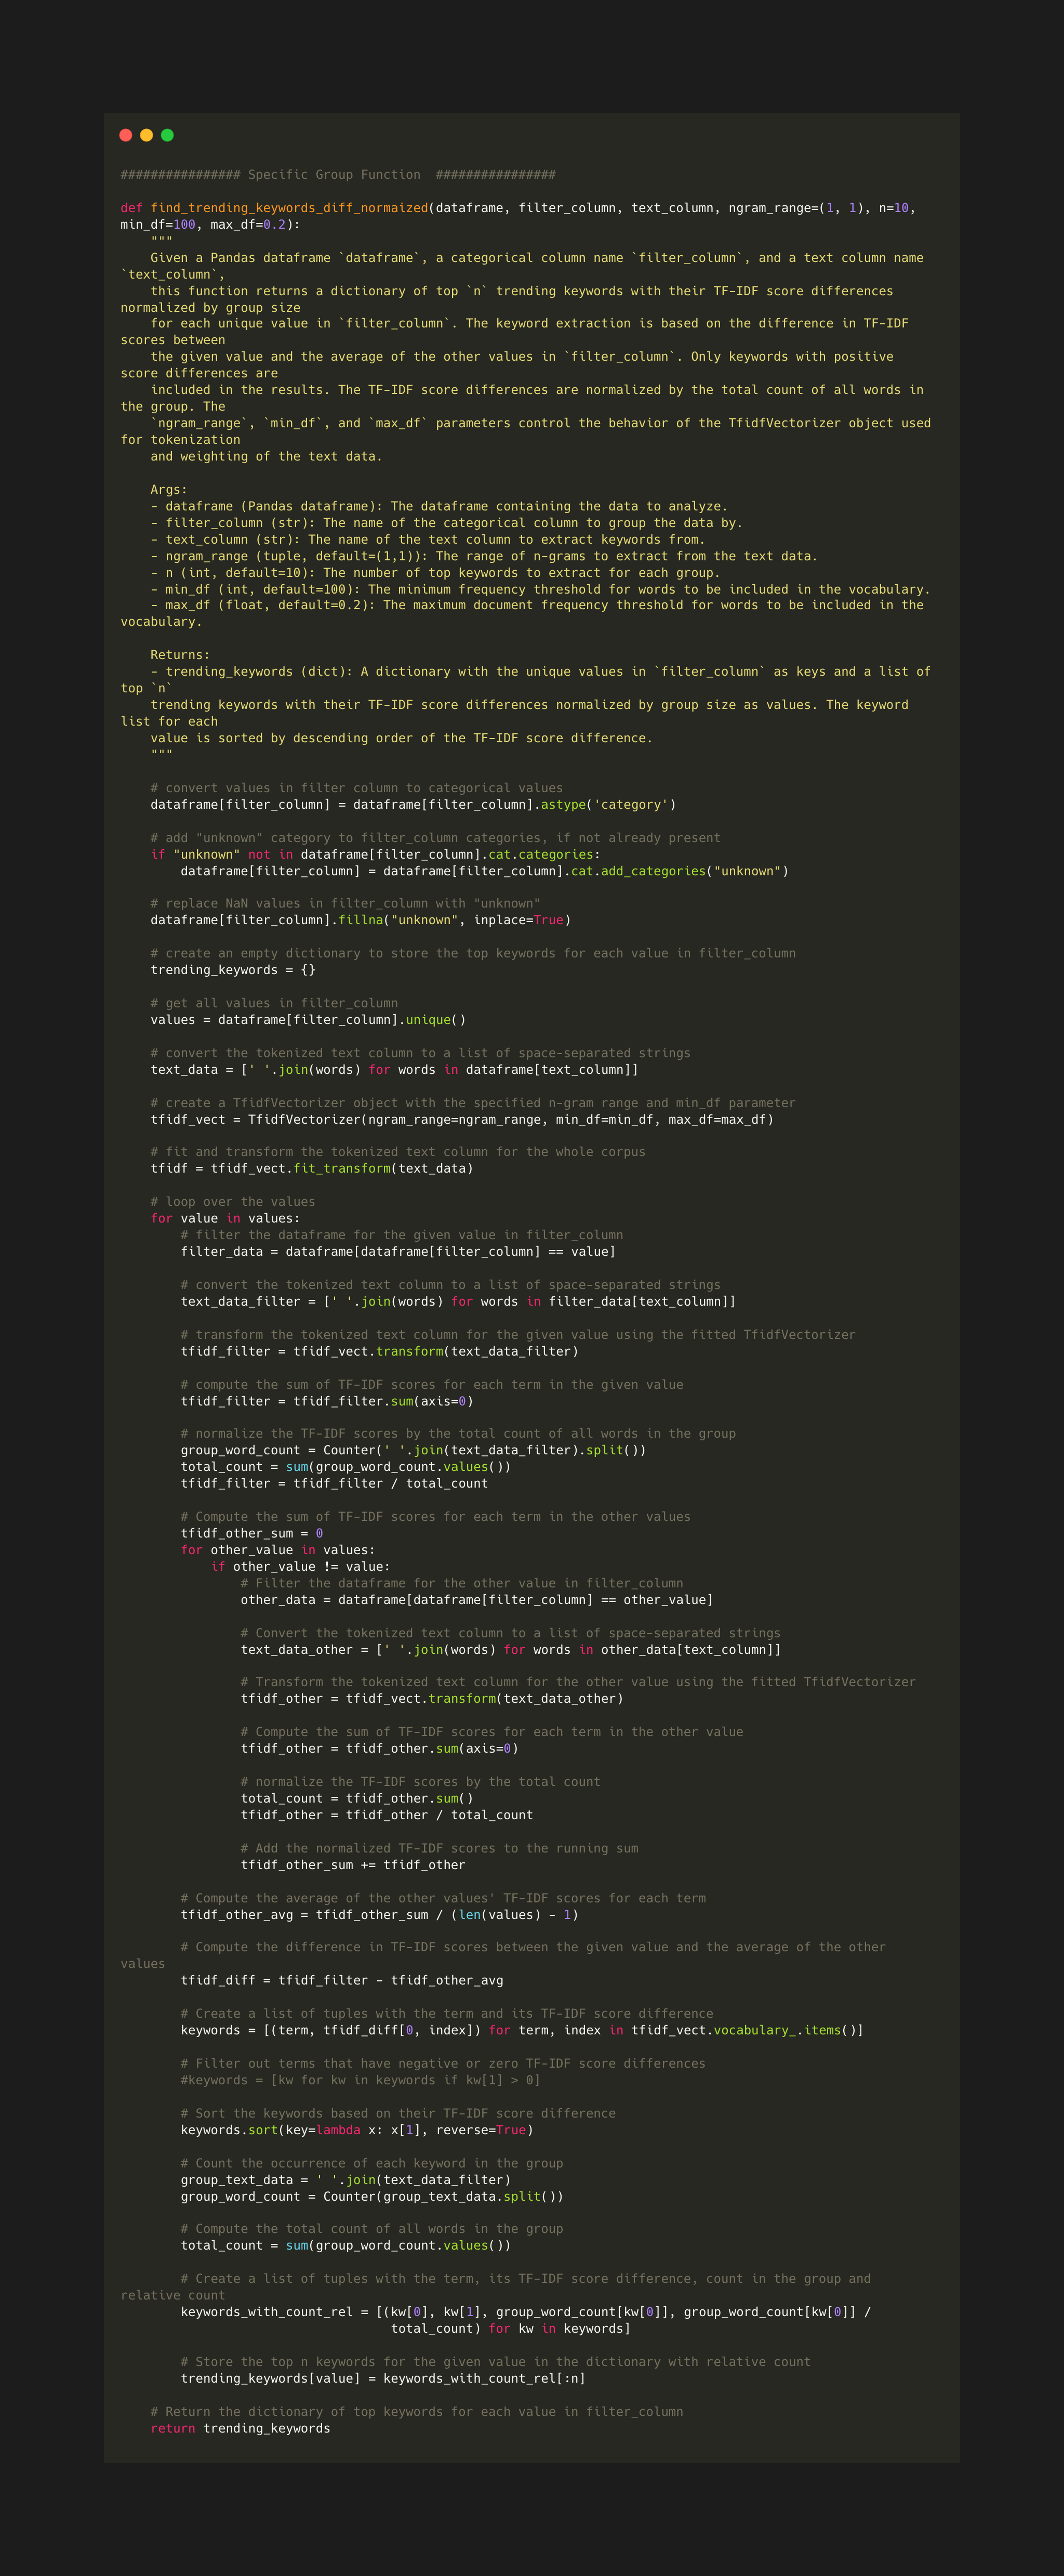 ################ Specific Group Function  ################

def find_trending_keywords_diff_normaized(dataframe, filter_column, text_column, ngram_range=(1, 1), n=10,
min_df=100, max_df=0.2):
    """
    Given a Pandas dataframe `dataframe`, a categorical column name `filter_column`, and a text column name
`text_column`,
    this function returns a dictionary of top `n` trending keywords with their TF-IDF score differences
normalized by group size
    for each unique value in `filter_column`. The keyword extraction is based on the difference in TF-IDF
scores between
    the given value and the average of the other values in `filter_column`. Only keywords with positive
score differences are
    included in the results. The TF-IDF score differences are normalized by the total count of all words in
the group. The
    `ngram_range`, `min_df`, and `max_df` parameters control the behavior of the TfidfVectorizer object used
for tokenization
    and weighting of the text data.

    Args:
    - dataframe (Pandas dataframe): The dataframe containing the data to analyze.
    - filter_column (str): The name of the categorical column to group the data by.
    - text_column (str): The name of the text column to extract keywords from.
    - ngram_range (tuple, default=(1,1)): The range of n-grams to extract from the text data.
    - n (int, default=10): The number of top keywords to extract for each group.
    - min_df (int, default=100): The minimum frequency threshold for words to be included in the vocabulary.
    - max_df (float, default=0.2): The maximum document frequency threshold for words to be included in the
vocabulary.

    Returns:
    - trending_keywords (dict): A dictionary with the unique values in `filter_column` as keys and a list of
top `n`
    trending keywords with their TF-IDF score differences normalized by group size as values. The keyword
list for each
    value is sorted by descending order of the TF-IDF score difference.
    """

    # convert values in filter column to categorical values
    dataframe[filter_column] = dataframe[filter_column].astype('category')

    # add "unknown" category to filter_column categories, if not already present
    if "unknown" not in dataframe[filter_column].cat.categories:
        dataframe[filter_column] = dataframe[filter_column].cat.add_categories("unknown")

    # replace NaN values in filter_column with "unknown"
    dataframe[filter_column].fillna("unknown", inplace=True)

    # create an empty dictionary to store the top keywords for each value in filter_column
    trending_keywords = {}

    # get all values in filter_column
    values = dataframe[filter_column].unique()

    # convert the tokenized text column to a list of space-separated strings
    text_data = [' '.join(words) for words in dataframe[text_column]]

    # create a TfidfVectorizer object with the specified n-gram range and min_df parameter
    tfidf_vect = TfidfVectorizer(ngram_range=ngram_range, min_df=min_df, max_df=max_df)

    # fit and transform the tokenized text column for the whole corpus
    tfidf = tfidf_vect.fit_transform(text_data)

    # loop over the values
    for value in values:
        # filter the dataframe for the given value in filter_column
        filter_data = dataframe[dataframe[filter_column] == value]

        # convert the tokenized text column to a list of space-separated strings
        text_data_filter = [' '.join(words) for words in filter_data[text_column]]

        # transform the tokenized text column for the given value using the fitted TfidfVectorizer
        tfidf_filter = tfidf_vect.transform(text_data_filter)

        # compute the sum of TF-IDF scores for each term in the given value
        tfidf_filter = tfidf_filter.sum(axis=0)

        # normalize the TF-IDF scores by the total count of all words in the group
        group_word_count = Counter(' '.join(text_data_filter).split())
        total_count = sum(group_word_count.values())
        tfidf_filter = tfidf_filter / total_count

        # Compute the sum of TF-IDF scores for each term in the other values
        tfidf_other_sum = 0
        for other_value in values:
            if other_value != value:
                # Filter the dataframe for the other value in filter_column
                other_data = dataframe[dataframe[filter_column] == other_value]

                # Convert the tokenized text column to a list of space-separated strings
                text_data_other = [' '.join(words) for words in other_data[text_column]]

                # Transform the tokenized text column for the other value using the fitted TfidfVectorizer
                tfidf_other = tfidf_vect.transform(text_data_other)

                # Compute the sum of TF-IDF scores for each term in the other value
                tfidf_other = tfidf_other.sum(axis=0)

                # normalize the TF-IDF scores by the total count
                total_count = tfidf_other.sum()
                tfidf_other = tfidf_other / total_count

                # Add the normalized TF-IDF scores to the running sum
                tfidf_other_sum += tfidf_other

        # Compute the average of the other values' TF-IDF scores for each term
        tfidf_other_avg = tfidf_other_sum / (len(values) - 1)

        # Compute the difference in TF-IDF scores between the given value and the average of the other
values
        tfidf_diff = tfidf_filter - tfidf_other_avg

        # Create a list of tuples with the term and its TF-IDF score difference
        keywords = [(term, tfidf_diff[0, index]) for term, index in tfidf_vect.vocabulary_.items()]

        # Filter out terms that have negative or zero TF-IDF score differences
        #keywords = [kw for kw in keywords if kw[1] > 0]

        # Sort the keywords based on their TF-IDF score difference
        keywords.sort(key=lambda x: x[1], reverse=True)

        # Count the occurrence of each keyword in the group
        group_text_data = ' '.join(text_data_filter)
        group_word_count = Counter(group_text_data.split())

        # Compute the total count of all words in the group
        total_count = sum(group_word_count.values())

        # Create a list of tuples with the term, its TF-IDF score difference, count in the group and
relative count
        keywords_with_count_rel = [(kw[0], kw[1], group_word_count[kw[0]], group_word_count[kw[0]] /
                                    total_count) for kw in keywords]

        # Store the top n keywords for the given value in the dictionary with relative count
        trending_keywords[value] = keywords_with_count_rel[:n]

    # Return the dictionary of top keywords for each value in filter_column
    return trending_keywords